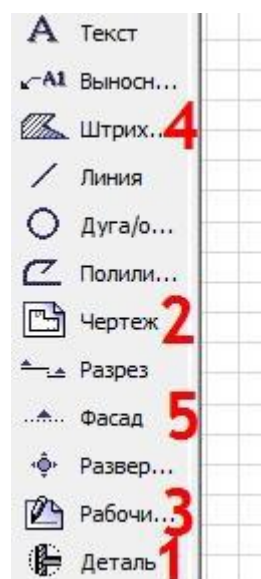 A Текст
A1 Выносн...
Штрих... 4
Линия
Дуга/о...
Полили...
Чертеж 2
Разрез
Фасад 5
Развер...
Рабочи... 3
Деталь 1